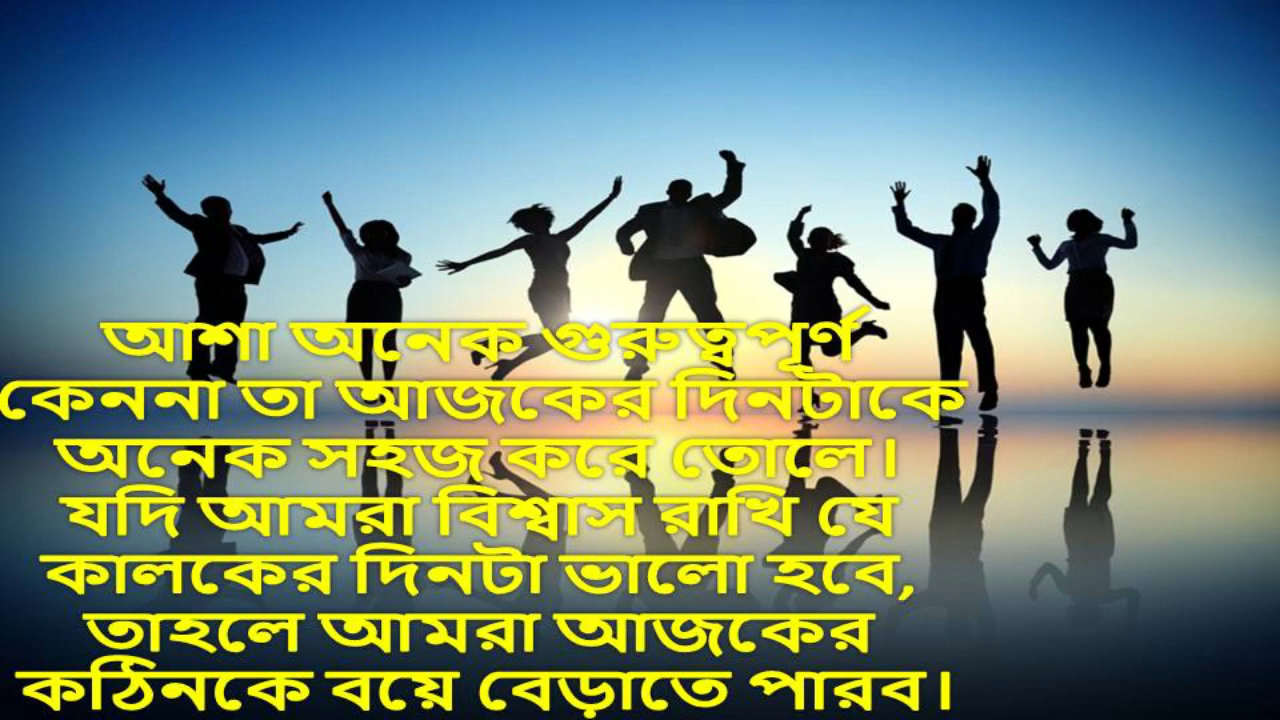 আশা অনেক গুরুত্বপূর্ণ
কেননা তা আজকের দিনটাকে
অনেক সহজ করে তোলে।
যদি আমরা বিশ্বাস রাখি যে
কালকের দিনটা ভালো হবে,
তাহলে আমরা আজকের
কঠিনকে বয়ে বেড়াতে পারব।